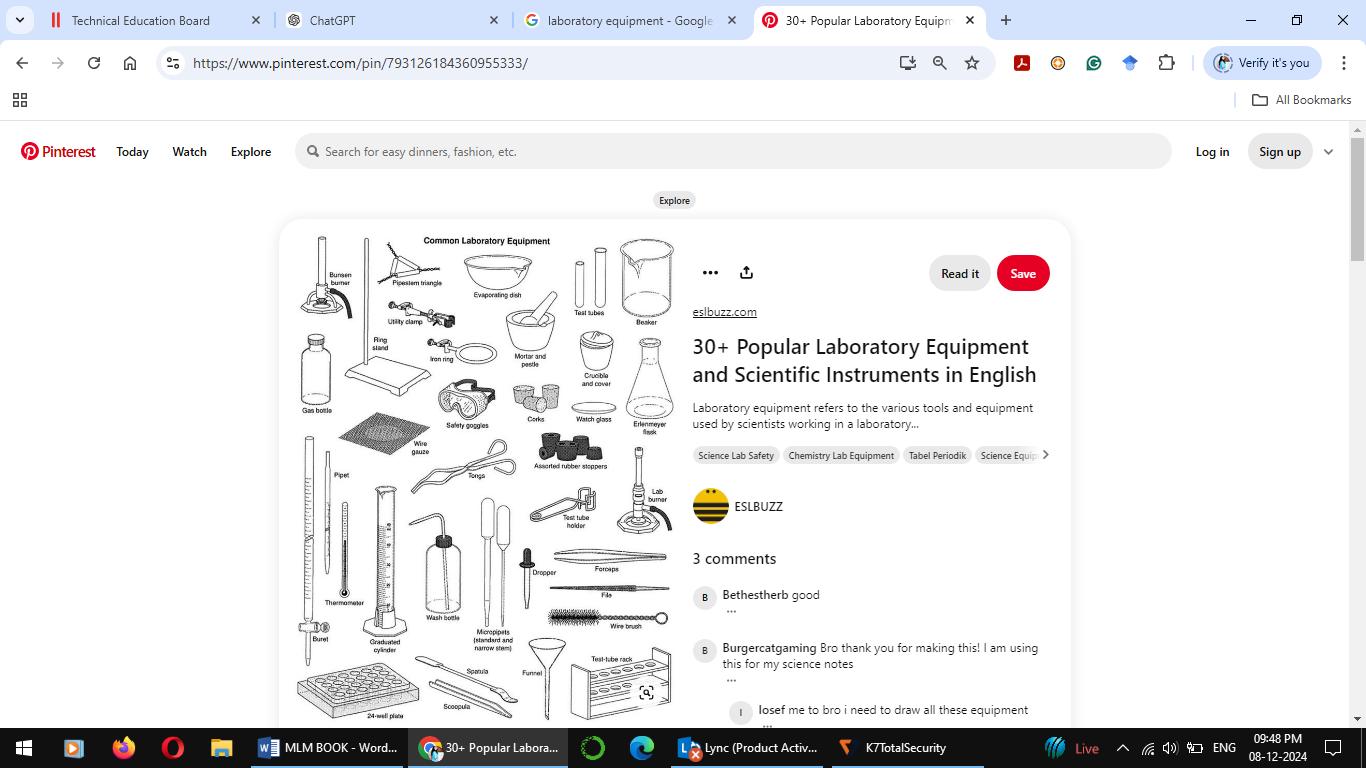 Technical Education Board
ChatGPT
laboratory equipment - Google
30+ Popular Laboratory Equipm
https://www.pinterest.com/pin/793126184360955333/
Verify it's you
All Bookmarks
Pinterest
Today
Watch
Explore
Search for easy dinners, fashion, etc.
Log in
Sign up
Explore
Common Laboratory Equipment
Bunsen
burner
Pipestem triangle
Evaporating dish
Test tubes
Beaker
Utility clamp
Ring
stand
Iron ring
Mortar and
pestle
Crucible
and cover
Gas bottle
Safety goggles
Corks
Watch glass
Erlenmeyer
flask
Wire
gauze
Pipet
Tongs
Assorted rubber stoppers
Lab
burner
Test tube
holder
Thermometer
Dropper
Forceps
File
Wire brush
Buret
Graduated
cylinder
Wash bottle
Micropipets
(standard and
narrow stem)
Spatula
Scoopula
Funnel
Test-tube rack
24-well plate
Read it
Save
eslbuzz.com
30+ Popular Laboratory Equipment
and Scientific Instruments in English
Laboratory equipment refers to the various tools and equipment
used by scientists working in a laboratory...
Science Lab Safety
Chemistry Lab Equipment
Tabel Periodik
Science Equip
ESLBUZZ
3 comments
B
Bethestherb good
B
Burgercatgaming Bro thank you for making this! I am using
this for my science notes
I
Iosef me to bro i need to draw all these equipment
MLM BOOK - Word...
30+ Popular Labora...
Lync (Product Activ...
K7TotalSecurity
Live
ENG
09:48 PM
08-12-2024